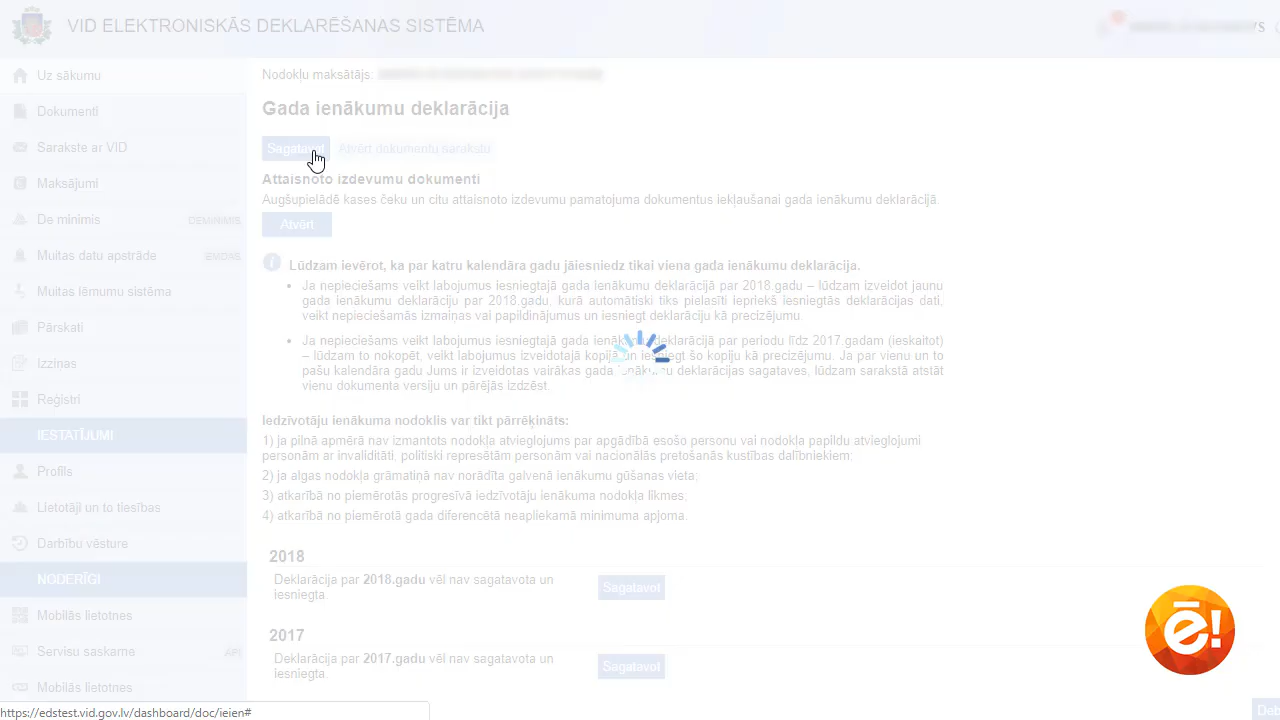 VID ELEKTRONISKĀS DEKLARĒŠANAS SISTĒMA
Uz sākumu
Dokumenti
Sarakste ar VID
Maksājumi
De minimis DEMINIMIS
Muitas datu apstrāde IEMDAS
Muitas lēmumu sistēma
Pārskati
Izziņas
Reģistri
IESTATĪJUMI
Profils
Lietotāji un to tiesības
Darbību vēsture
NODERĪGI
Mobilās lietotnes
Servisu saskarne API
Mobilās lietotnes
https://edstest.vid.gov.lv/dashboard/doc/ieien#
Nodokļu maksātājs:
Gada ienākumu deklarācija
Sagatavot Atvērt dokumentu sarakstu
Attaisnoto izdevumu dokumenti
Augšupielādē kases čeku un citu attaisnoto izdevumu pamatojuma dokumentus iekļaušanai gada ienākumu deklarācijā.
Atvērt
Lūdzam ievērot, ka par katru kalendāra gadu jāiesniedz tikai viena gada ienākumu deklarācija.
• Ja nepieciešams veikt labojumus iesniegtajā gada ienākumu deklarācijā par 2018.gadu – lūdzam izveidot jaunu
gada ienākumu deklarāciju par 2018.gadu, kurā automātiski tiks pielasīti iepriekš iesniegtās deklarācijas dati,
veikt nepieciešamās izmaiņas vai papildinājumus un iesniegt deklarāciju kā precizējumu.
• Ja nepieciešams veikt labojumus iesniegtajā gada deklarācijā par periodu līdz 2017.gadam (ieskaitot)
– lūdzam to nokopēt, veikt labojumus izveidotajā un iesniegt šo kopiju kā precizējumu. Ja par vienu un to
pašu kalendāra gadu Jums ir izveidotas vairākas gada deklarācijas sagataves, lūdzam sarakstā atstāt
vienu dokumenta versiju un pārējās izdzēst.
Iedzīvotāju ienākuma nodoklis var tikt pārrēķināts:
1) ja pilnā apmērā nav izmantots nodokļa atvieglojums par apgādībā esošo personu vai nodokļa papildu atvieglojumi
personām ar invaliditāti, politiski represētām personām vai nacionālās pretošanās kustības dalībniekiem;
2) ja algas nodokļa grāmatiņā nav norādīta galvenā ienākumu gūšanas vieta;
3) atkarībā no piemērotās progresīvā iedzīvotāju ienākuma nodokļa likmes;
4) atkarībā no piemērotā gada diferencētā neapliekamā minimuma apjoma.
2018
Deklarācija par 2018.gadu vēl nav sagatavota un
iesniegta.
Sagatavot
2017
Deklarācija par 2017.gadu vēl nav sagatavota un
iesniegta.
Sagatavot
ē!